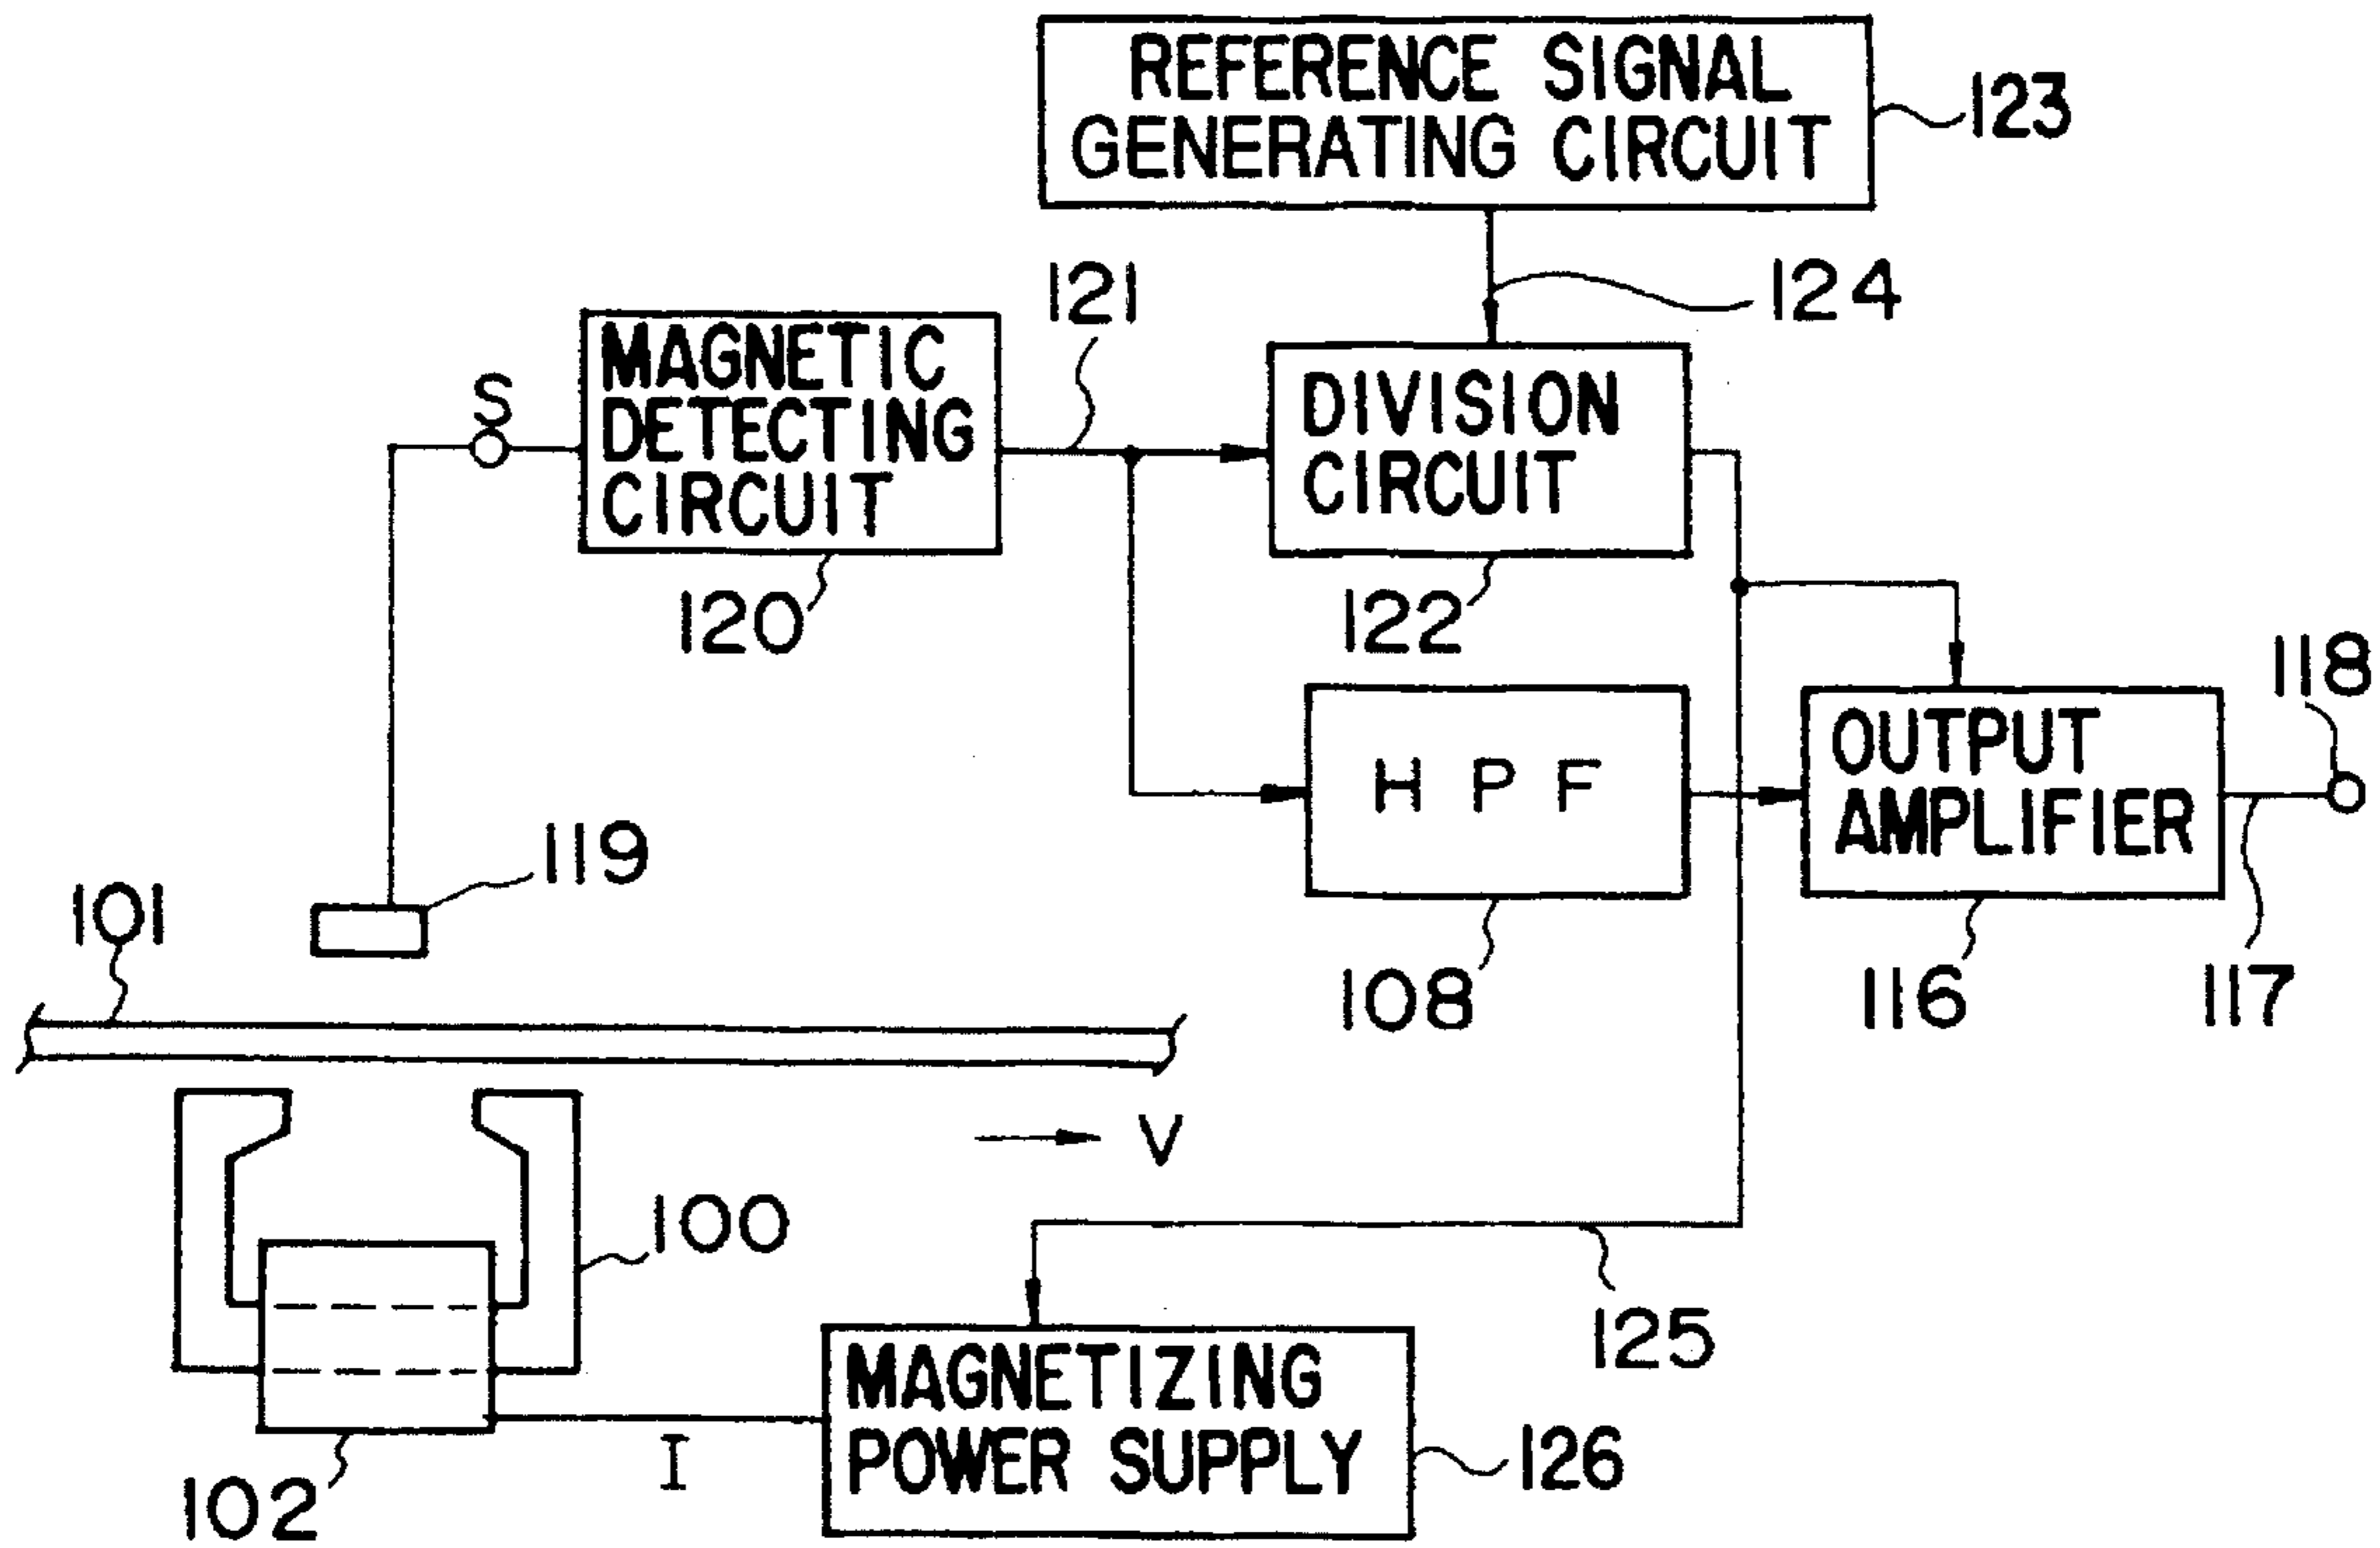 REFERENCE SIGNAL
GENERATING CIRCUIT
123
121
124
MAGNETIC
DETECTING
CIRCUIT
S
DIVISION
CIRCUIT
120
122
118
H P F
OUTPUT
AMPLIFIER
119
101
108
116
117
V
100
125
MAGNETIZING
POWER SUPPLY
126
I
102